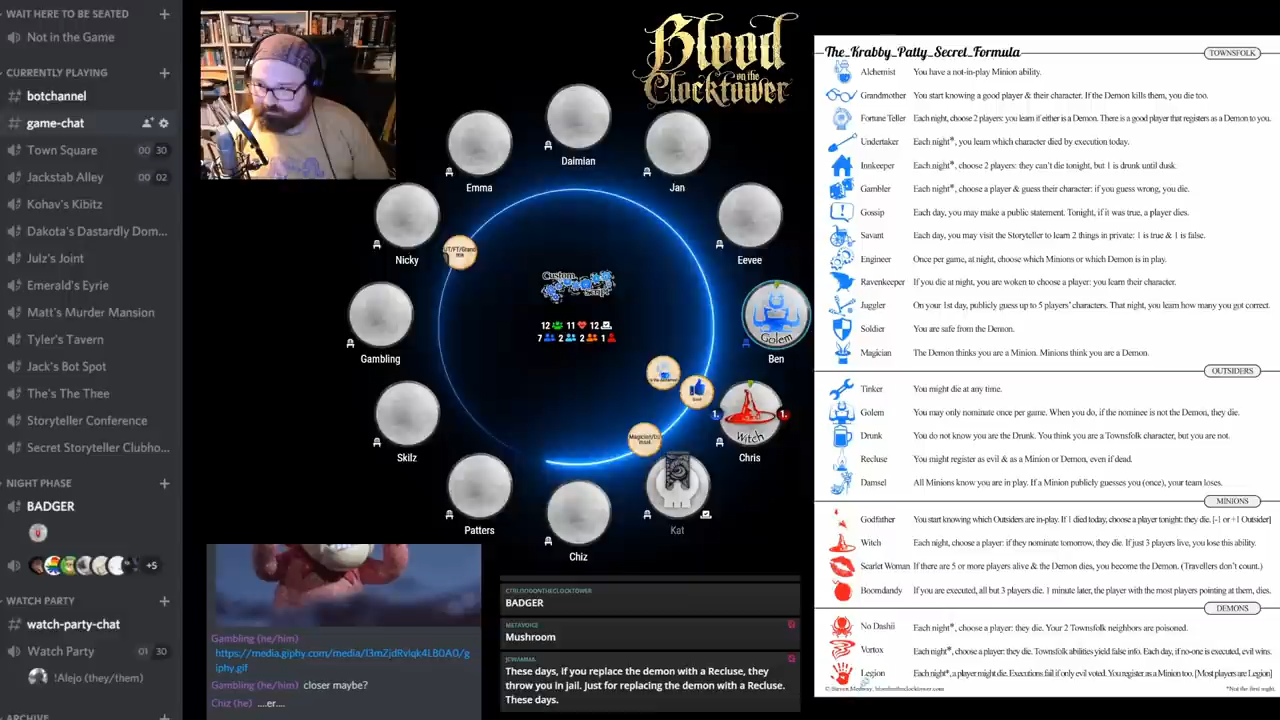 WAIT HERE TO BE SEATED
Not in the Game
CURRENTLY PLAYING
botchannel
game-chat
Town Square
00 30
Backstab Alley
00 02
Kohav's Kibitz
Dakota's Dastardly Dom...
Luiz's Joint
Emerald's Eyrie
Matt's Murder Mansion
Tyler's Tavern
Jack's Bot Spot
The's The Tree
Storytelle Conference
Secret Storyteller Clubho...
NIGHT PHASE
BADGER
+5
WATCH PARTY
watch-party-chat
Watch Party
03 30
!Anja (they/them)
ARCHIVE
Blood
on the
Clocktower
Daimian
Emma
Jan
Nicky
Eevee
Gambling
Golem
Ben
Skilz
Witch
Chris
Patters
Kat
Chiz
Custom
Script
12 11 12
7 2 2 1
Gambling (he/him)
https://media.giphy.com/media/13mZjdRvlqk4LB0A0/g
iphy.gif
Gambling (he/him) closer maybe?
Chiz (he) ....er....
CTRLOODONTHECLOCKTOWER
BADGER
METAVOICE
Mushroom
These days, if you replace the demon with a Recluse, they
throw you in jail. Just for replacing the demon with a Recluse.
These days.
The_Krabby_Patty_Secret_Formula
TOWNSFOLK
Alchemist You have a not-in-play Minion ability.
Grandmother You start knowing a good player & their character. If the Demon kills them, you die too.
Fortune Teller Each night, choose 2 players: you learn if either is a Demon. There is a good player that registers as a Demon to you.
Undertaker Each night*, you learn which character died by execution today.
Innkeeper Each night*, choose 2 players: they can't die tonight, but 1 is drunk until dusk.
Gambler Each night*, choose a player & guess their character: if you guess wrong, you die.
Gossip Each day, you may make a public statement. Tonight, if it was true, a player dies.
Savant Each day, you may visit the Storyteller to learn 2 things in private: 1 is true & 1 is false.
Engineer Once per game, at night, choose which Minions or which Demon is in play.
Ravenkeeper If you die at night, you are woken to choose a player: you learn their character.
Juggler On your 1st day, publicly guess up to 5 players' characters. That night, you learn how many you got correct.
Soldier You are safe from the Demon.
Magician The Demon thinks you are a Minion. Minions think you are a Demon.
OUTSIDERS
Tinker You might die at any time.
Golem You may only nominate once per game. When you do, if the nominee is not the Demon, they die.
Drunk You do not know you are the Drunk. You think you are a Townsfolk character, but you are not.
Recluse You might register as evil & as a Minion or Demon, even if dead.
Damsel All Minions know you are in play. If a Minion publicly guesses you (once), your team loses.
MINIONS
Godfather You start knowing which Outsiders are in-play. If 1 died today, choose a player tonight: they die. [-1 or +1 Outsider]
Witch Each night, choose a player: if they nominate tomorrow, they die. If just 3 players live, you lose this ability.
Scarlet Woman If there are 5 or more players alive & the Demon dies, you become the Demon. (Travellers don't count.)
Boomdandy If you are executed, all but 3 players die. 1 minute later, the player with the most players pointing at them, dies.
DEMONS
No Dashii Each night*, choose a player: they die. Your 2 Townsfolk neighbors are poisoned.
Vortox Each night*, choose a player: they die. Townsfolk abilities yield false info. Each day, if no-one is executed, evil wins.
Legion Each night*, a player might die. Executions fail if only evil voted. You register as a Minion too. [Most players are Legion]
© Steven Medway, bloodontheclocktower.com
*Not the first night.